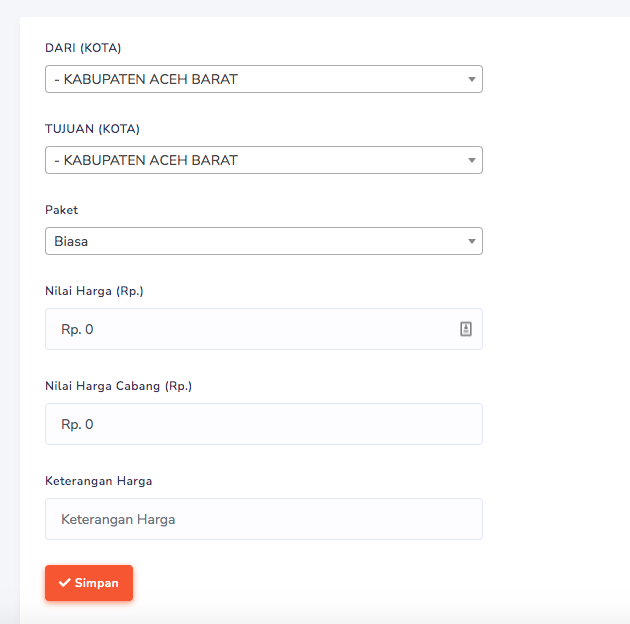 DARI (KOTA)
- KABUPATEN ACEH BARAT
TUJUAN (KOTA)
- KABUPATEN ACEH BARAT
Paket
Biasa
Nilai Harga (Rp.)
Rp. 0
Nilai Harga Cabang (Rp.)
Rp. 0
Keterangan Harga
Keterangan Harga
Simpan